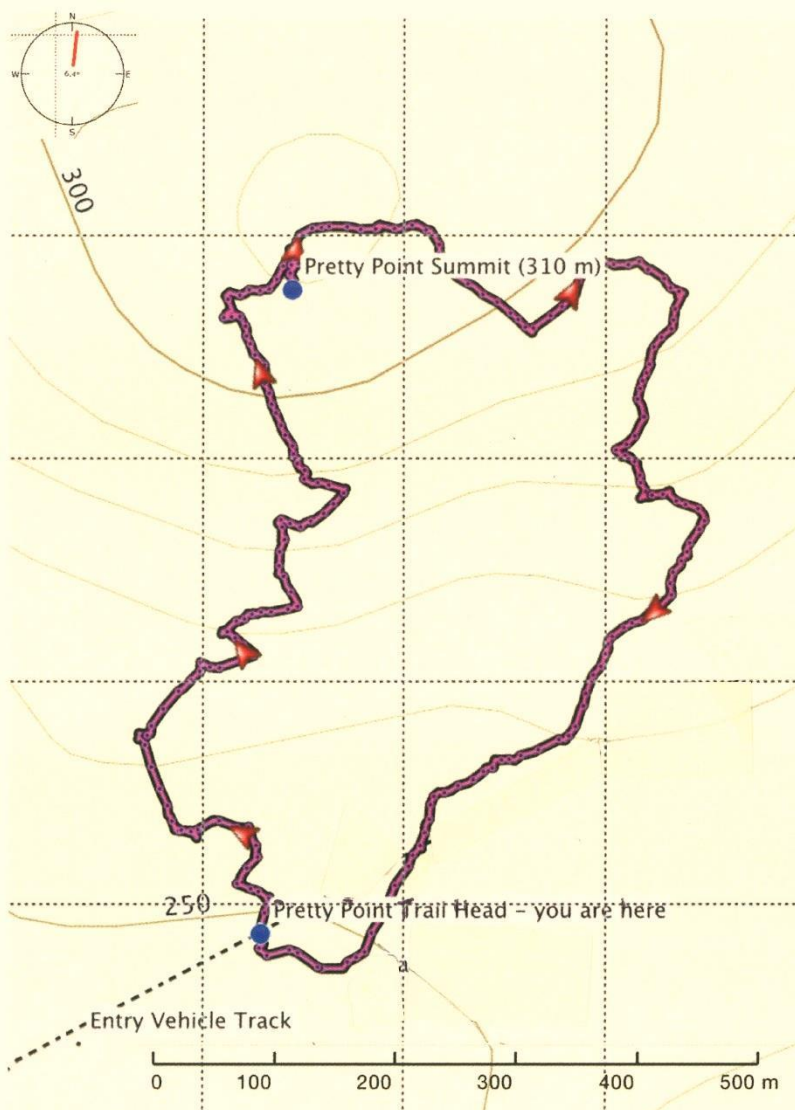 N
W
E
6.4°
S
300
Pretty Point Summit (310 m)
250
Pretty Point Trail Head – you are here
a
Entry Vehicle Track
0 100 200 300 400 500 m